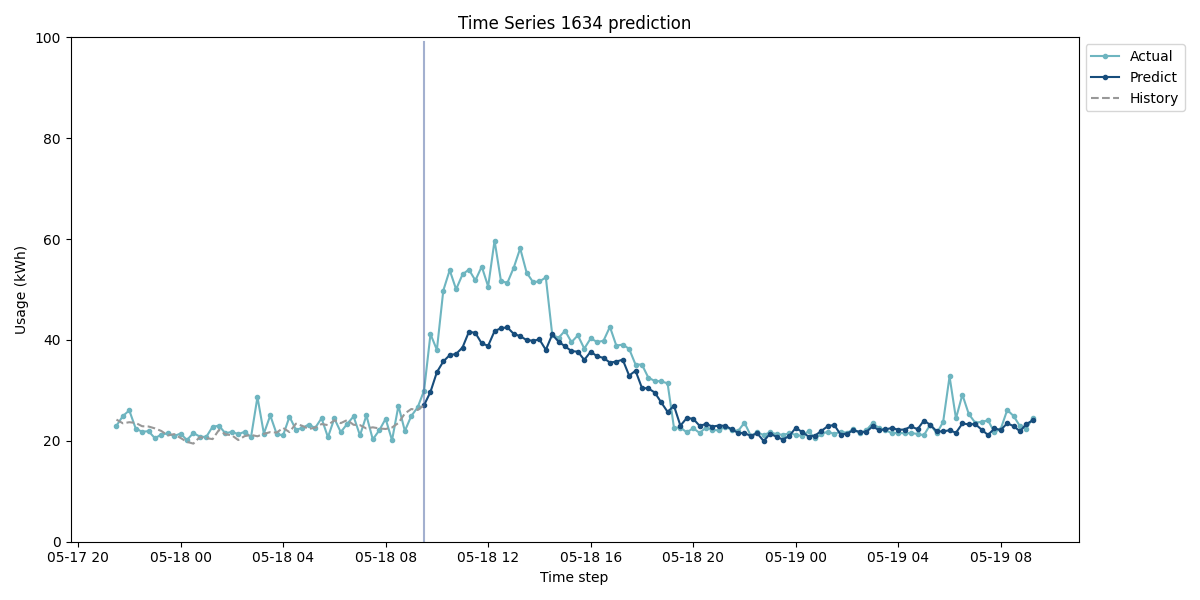 Time Series 1634 prediction
Actual
Predict
History
Usage (kWh)
100
80
60
40
20
0
05-17 20
05-18 00
05-18 04
05-18 08
05-18 12
05-18 16
05-18 20
05-19 00
05-19 04
05-19 08
Time step